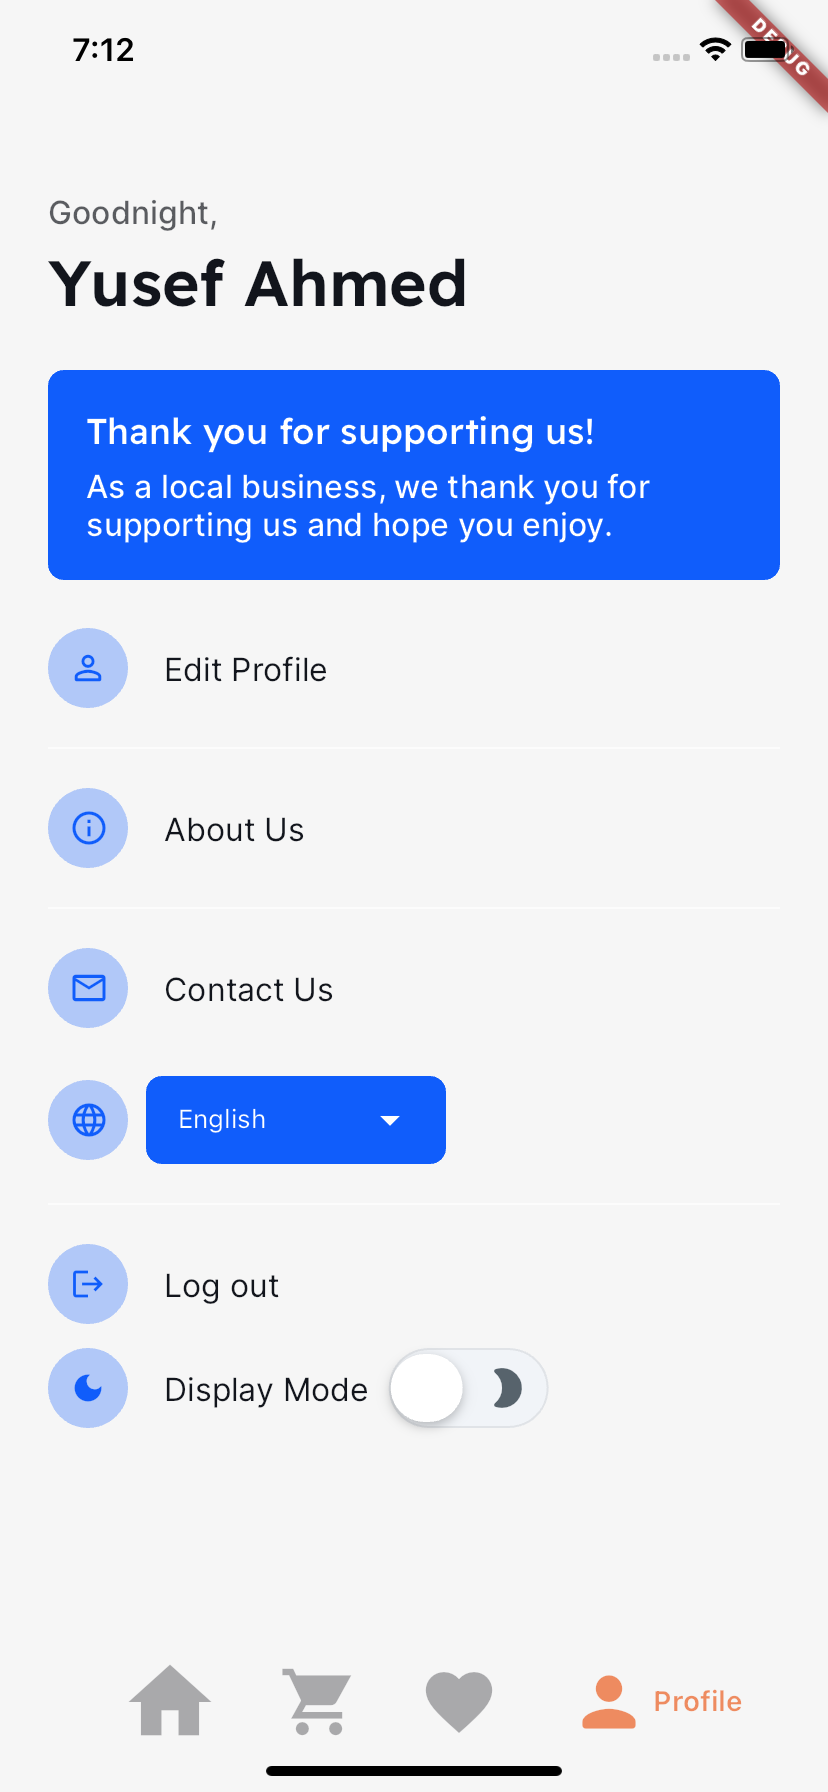 7:12
DEBUG
Goodnight,
Yusef Ahmed
Thank you for supporting us!
As a local business, we thank you for
supporting us and hope you enjoy.
Edit Profile
About Us
Contact Us
English
Log out
Display Mode
Profile